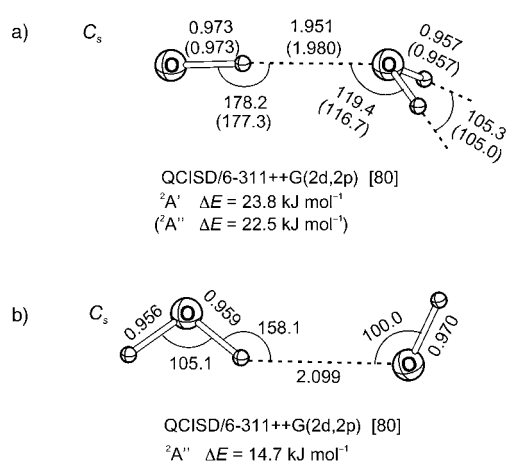 a) Cₛ
0.973
(0.973)
1.951
(1.980)
0.957
(0.957)
O
O
178.2
(177.3)
119.4
(116.7)
105.3
(105.0)
QCISD/6-311++G(2d,2p) [80]
²A' ΔE = 23.8 kJ mol⁻¹
(²A'' ΔE = 22.5 kJ mol⁻¹)
b) Cₛ
0.956
O
0.959
158.1
100.0
0.970
O
105.1
2.099
QCISD/6-311++G(2d,2p) [80]
²A'' ΔE = 14.7 kJ mol⁻¹